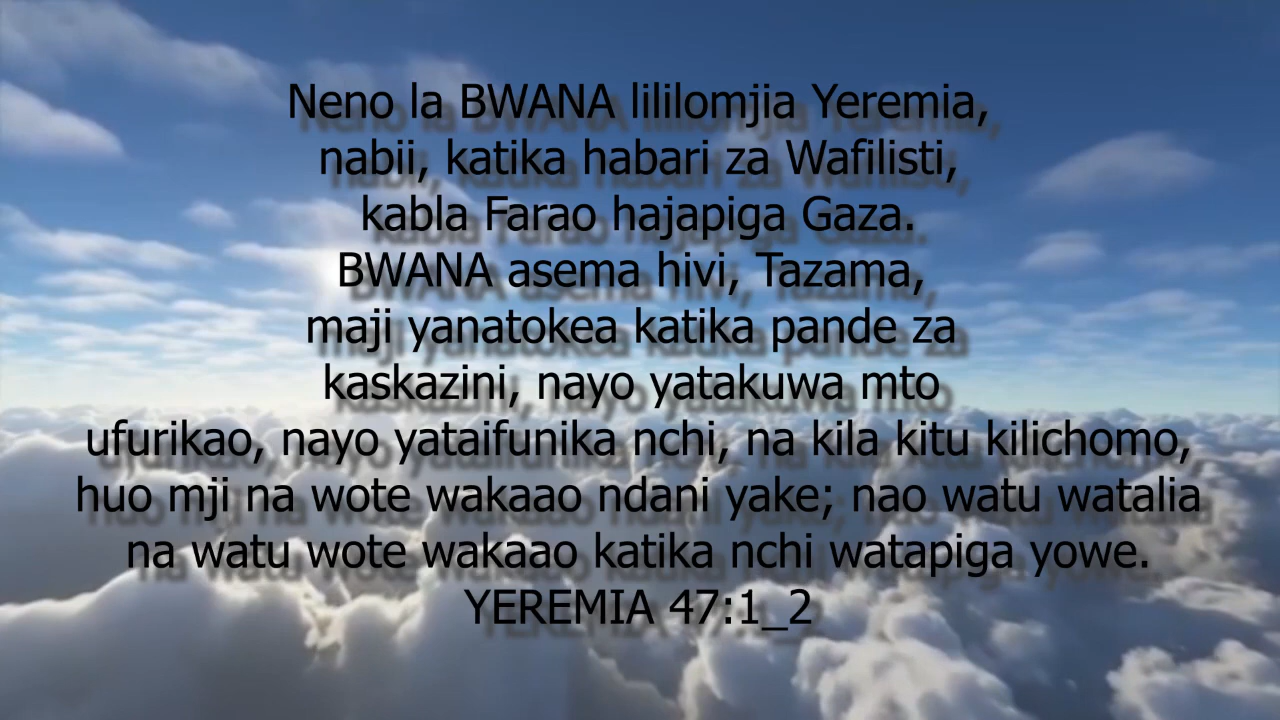 Neno la BWANA lililomjia Yeremia,
nabii, katika habari za Wafilisti,
kabla Farao hajapiga Gaza.
BWANA asema hivi, Tazama,
maji yanatokea katika pande za
kaskazini, nayo yatakuwa mto
ufurikao, nayo yataifunika nchi, na kila kitu kilichomo,
huo mji na wote wakaao ndani yake; nao watu watalia
na watu wote wakaao katika nchi watapiga yowe.
YEREMIA 47:1_2